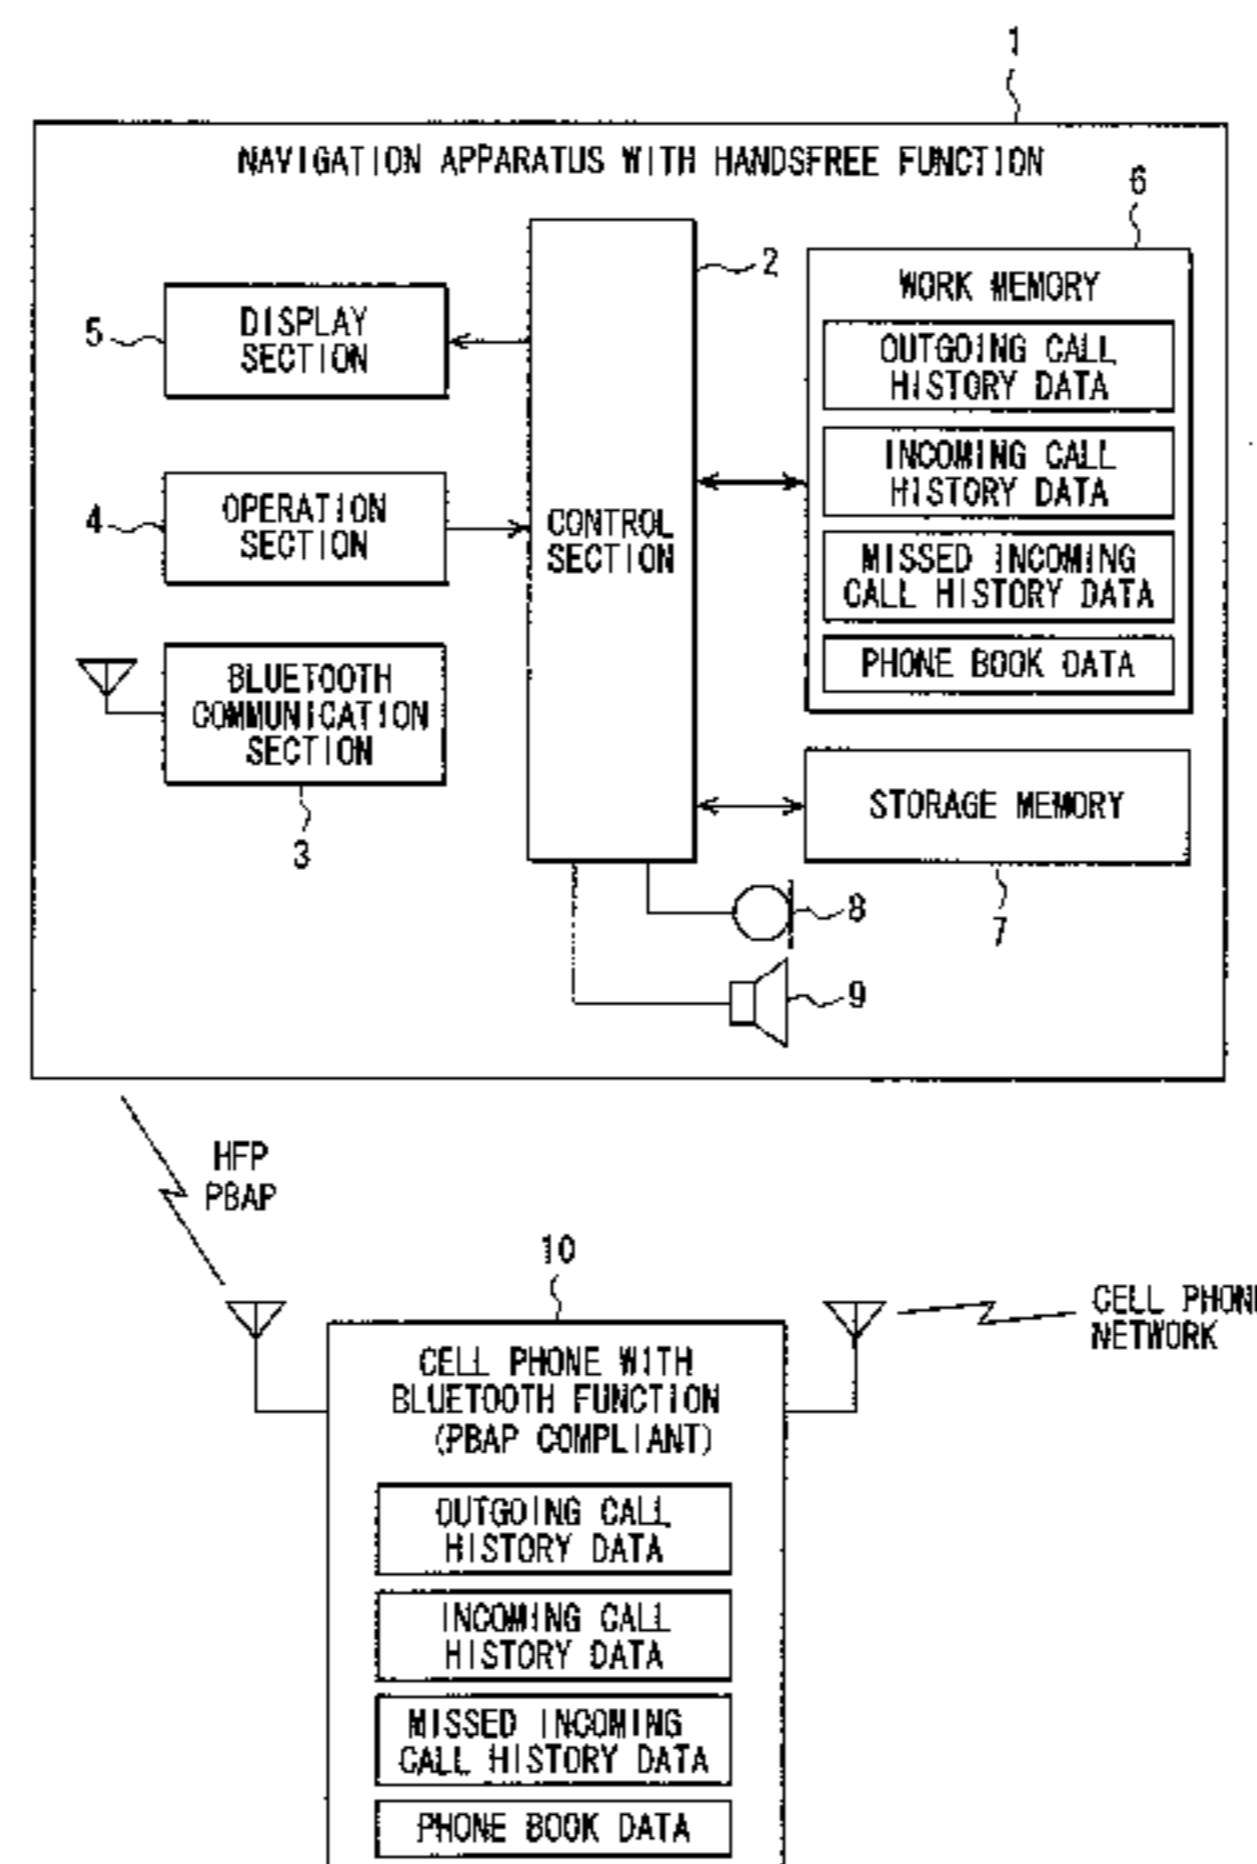 1
NAVIGATION APPARATUS WITH HANDSFREE FUNCTION
6
2
WORK MEMORY
5
DISPLAY
SECTION
OUTGOING CALL
HISTORY DATA
INCOMING CALL
HISTORY DATA
4
OPERATION
SECTION
CONTROL
SECTION
MISSED INCOMING
CALL HISTORY DATA
PHONE BOOK DATA
BLUETOOTH
COMMUNICATION
SECTION
3
STORAGE MEMORY
7
8
9
HFP
PBAP
10
CELL PHON
NETWORK
CELL PHONE WITH
BLUETOOTH FUNCTION
(PBAP COMPLIANT)
OUTGOING CALL
HISTORY DATA
INCOMING CALL
HISTORY DATA
MISSED INCOMING
CALL HISTORY DATA
PHONE BOOK DATA